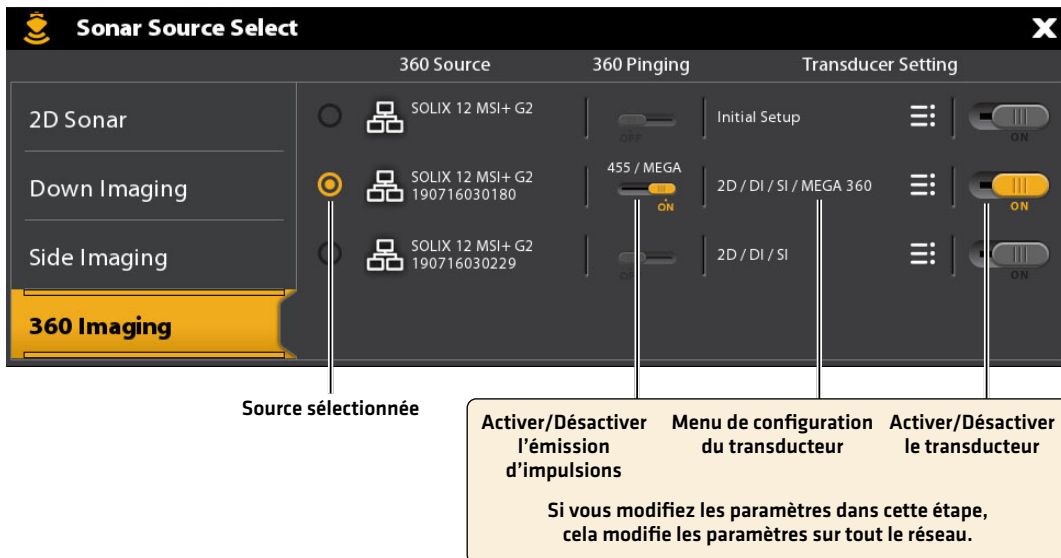 Sonar Source Select
X
360 Source 360 Pinging Transducer Setting
2D Sonar
SOLIX 12 MSI+ G2
OFF
Initial Setup
ON
Down Imaging
SOLIX 12 MSI+ G2
190716030180
455 / MEGA
ON
2D / DI / SI / MEGA 360
ON
Side Imaging
SOLIX 12 MSI+ G2
190716030229
OFF
2D / DI / SI
ON
360 Imaging
Source sélectionnée
Activer/Désactiver
l’émission
d’impulsions
Menu de configuration
du transducteur
Activer/Désactiver
le transducteur
Si vous modifiez les paramètres dans cette étape,
cela modifie les paramètres sur tout le réseau.